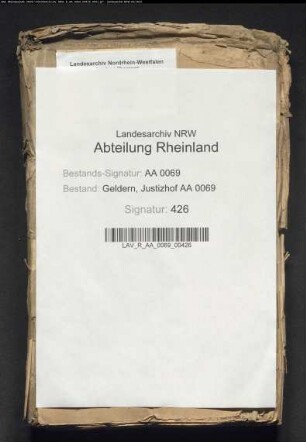 Landesarchiv Nordrhein-Westfalen
Landesarchiv NRW
Abteilung Rheinland
Bestands-Signatur: AA 0069
Bestand: Geldern, Justizhof AA 0069
Signatur: 426
LAV_R_AA_0069_00426